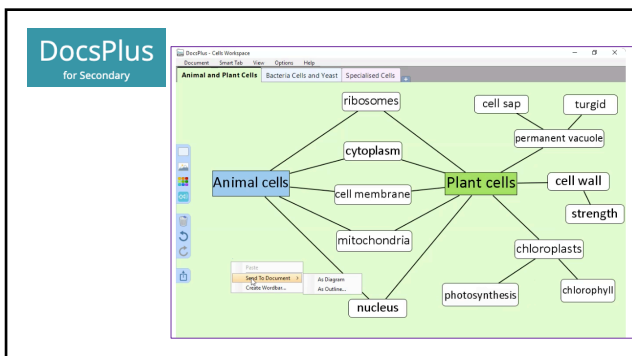 DocsPlus
for Secondary
DocsPlus - Cells Workspace
Document Smart Tab View Options Help
Animal and Plant Cells Bacteria Cells and Yeast Specialised Cells
ribosomes
cell sap
turgid
permanent vacuole
cytoplasm
Animal cells
Plant cells
cell wall
cell membrane
strength
mitochondria
chloroplasts
Paste
Send To Document
As Diagram
Create Wordbar...
As Outline...
photosynthesis
chlorophyll
nucleus